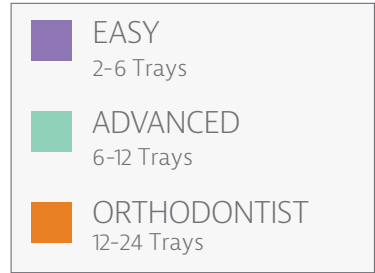 EASY
2-6 Trays
ADVANCED
6-12 Trays
ORTHODONTIST
12-24 Trays